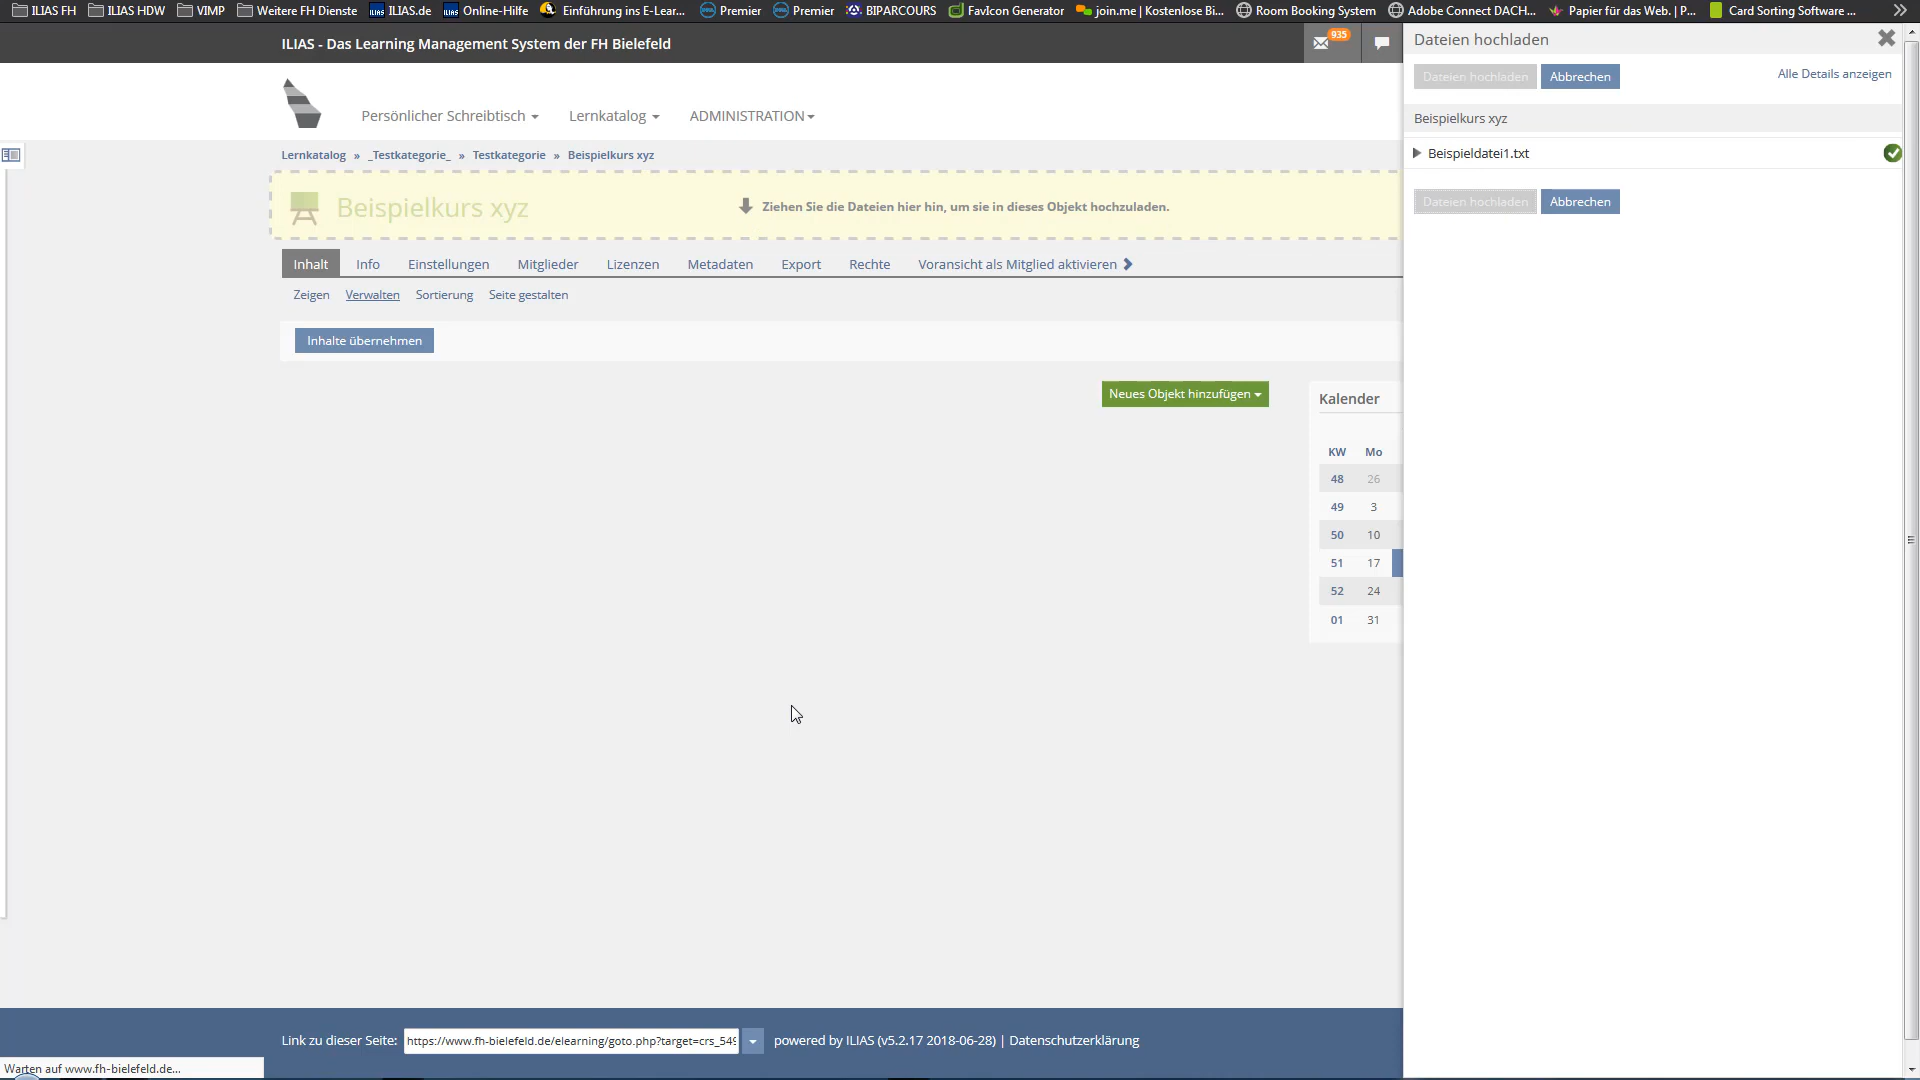 ILIAS FH ILIAS HDW VIMP Weitere FH Dienste ILIAS.de Online-Hilfe Einführung ins E-Lear... Premier Premier BIPARCOURS FavIcon Generator join.me | Kostenlose Bi... Room Booking System Adobe Connect DACH... Papier für das Web. | P... Card Sorting Software ...
ILIAS - Das Learning Management System der FH Bielefeld
935
Persönlicher Schreibtisch Lernkatalog ADMINISTRATION
Lernkatalog » _Testkategorie_ » Testkategorie » Beispielkurs xyz
Beispielkurs xyz
Ziehen Sie die Dateien hier hin, um sie in dieses Objekt hochzuladen.
Inhalt Info Einstellungen Mitglieder Lizenzen Metadaten Export Rechte Voransicht als Mitglied aktivieren
Zeigen Verwalten Sortierung Seite gestalten
Inhalte übernehmen
Neues Objekt hinzufügen
Kalender
KW Mo
48 26
49 3
50 10
51 17
52 24
01 31
Dateien hochladen
Dateien hochladen Abbrechen Alle Details anzeigen
Beispielkurs xyz
Beispieldatei1.txt
Dateien hochladen Abbrechen
Link zu dieser Seite: https://www.fh-bielefeld.de/elearning/goto.php?target=crs_549 powered by ILIAS (v5.2.17 2018-06-28) | Datenschutzerklärung
Warten auf www.fh-bielefeld.de...